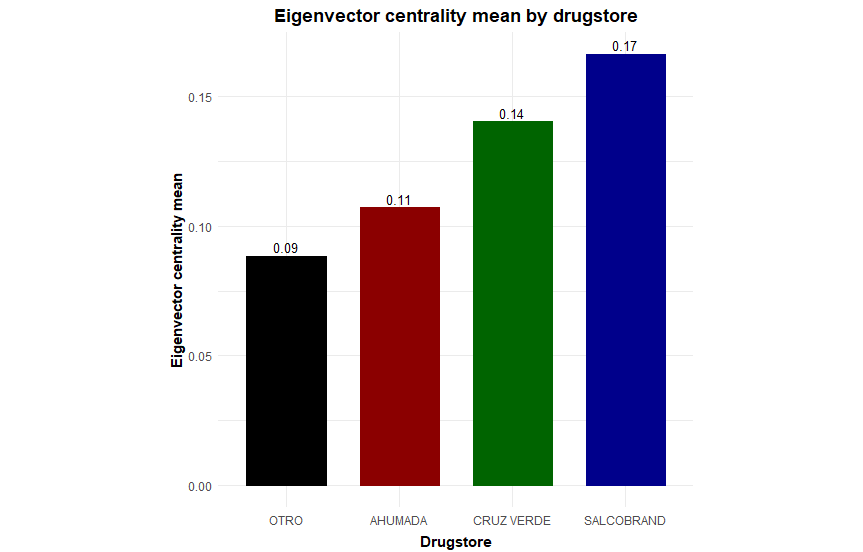 Eigenvector centrality mean by drugstore
Eigenvector centrality mean
0.15
0.10
0.05
0.00
0.09
0.11
0.14
0.17
OTRO
AHUMADA
CRUZ VERDE
SALCOBRAND
Drugstore